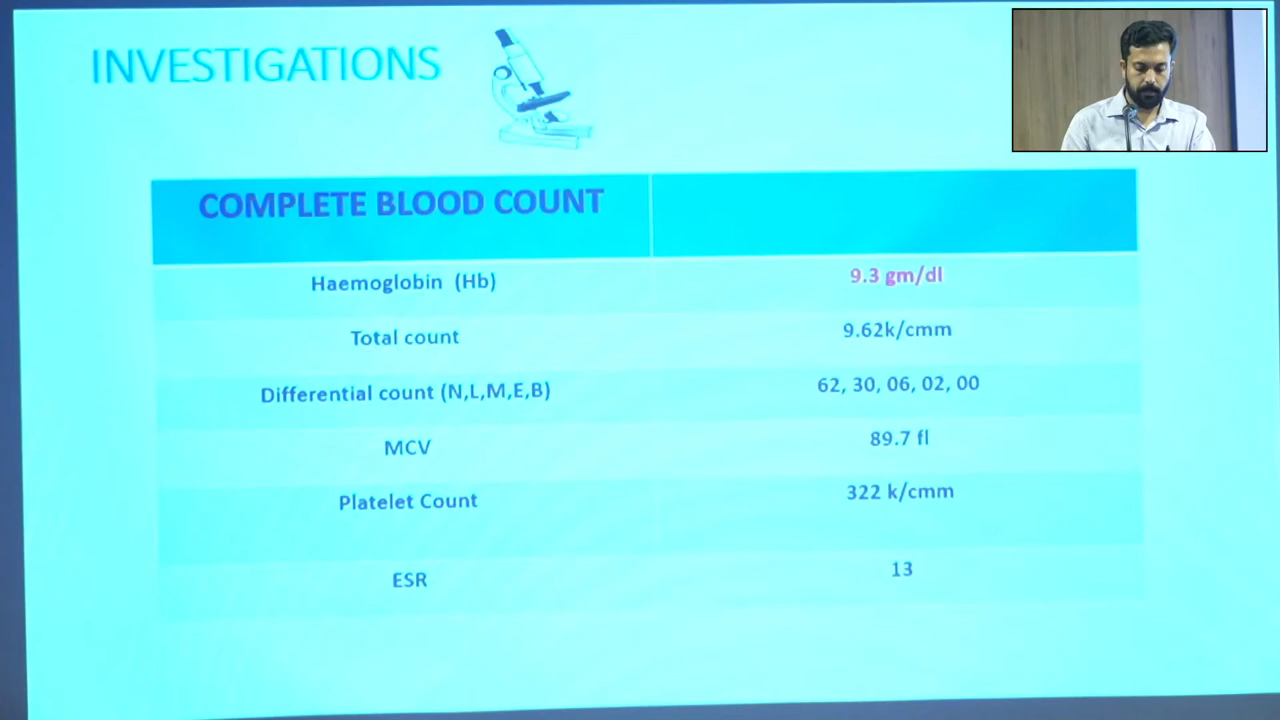 INVESTIGATIONS
COMPLETE BLOOD COUNT
Haemoglobin (Hb) 9.3 gm/dl
Total count 9.62k/cmm
Differential count (N,L,M,E,B) 62, 30, 06, 02, 00
MCV 89.7 fl
Platelet Count 322 k/cmm
ESR 13